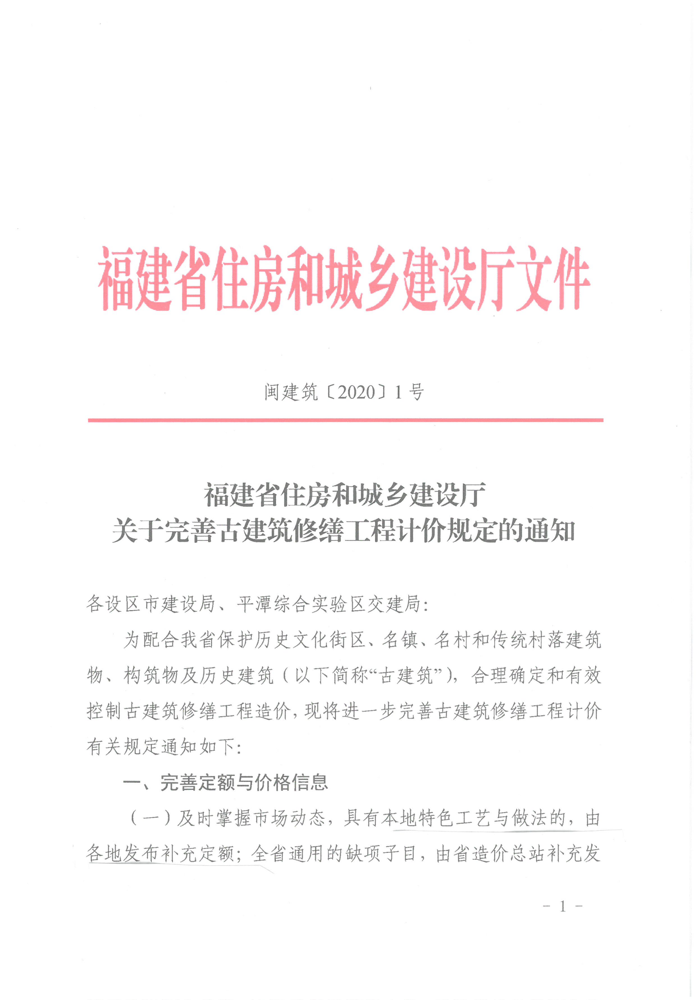 福建省住房和城乡建设厅文件
闽建筑〔2020〕1号
福建省住房和城乡建设厅
关于完善古建筑修缮工程计价规定的通知
各设区市建设局、平潭综合实验区交建局：
为配合我省保护历史文化街区、名镇、名村和传统村落建筑
物、构筑物及历史建筑（以下简称“古建筑”），合理确定和有效
控制古建筑修缮工程造价，现将进一步完善古建筑修缮工程计价
有关规定通知如下：
一、完善定额与价格信息
（一）及时掌握市场动态，具有本地特色工艺与做法的，由
各地发布补充定额；全省通用的缺项子目，由省造价总站补充发
- 1 -